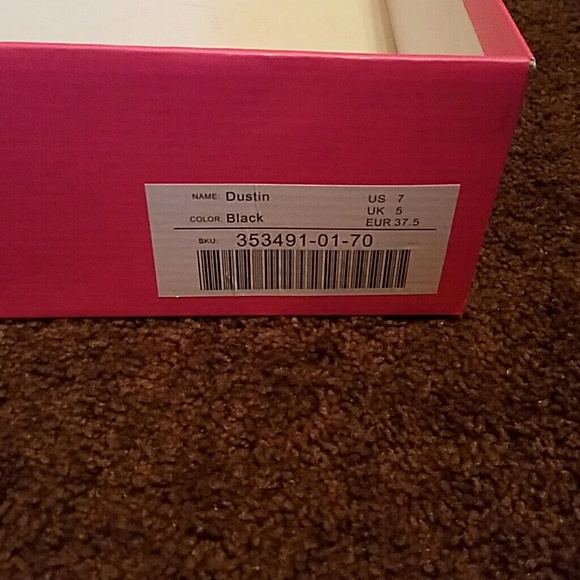 NAME: Dustin US 7
UK 5
COLOR: Black EUR 37.5
SKU: 353491-01-70